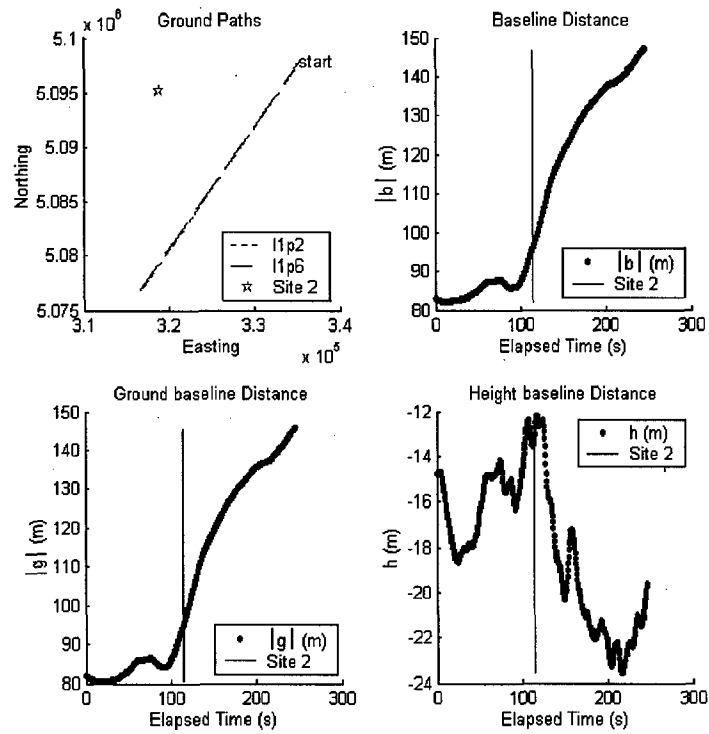 x 10^6
Ground Paths
5.1
5.095
5.09
5.085
5.08
5.075
Northing
start
l1p2
l1p6
Site 2
3.1
3.2
3.3
3.4
Easting
x 10^5
Baseline Distance
150
140
130
120
110
100
90
80
|b| (m)
|b| (m)
Site 2
0
100
200
300
Elapsed Time (s)
Ground baseline Distance
150
140
130
120
110
100
90
80
|g| (m)
|g| (m)
Site 2
0
100
200
300
Elapsed Time (s)
Height baseline Distance
-12
-14
-16
-18
-20
-22
-24
h (m)
h (m)
Site 2
0
100
200
300
Elapsed Time (s)